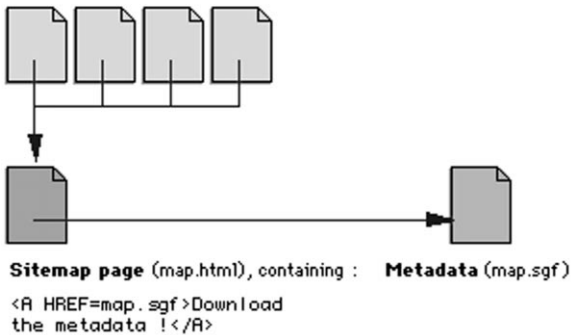 Sitemap page (map.html), containing : Metadata (map.sgf)
<A HREF=map.sgf>Download
the metadata !</A>